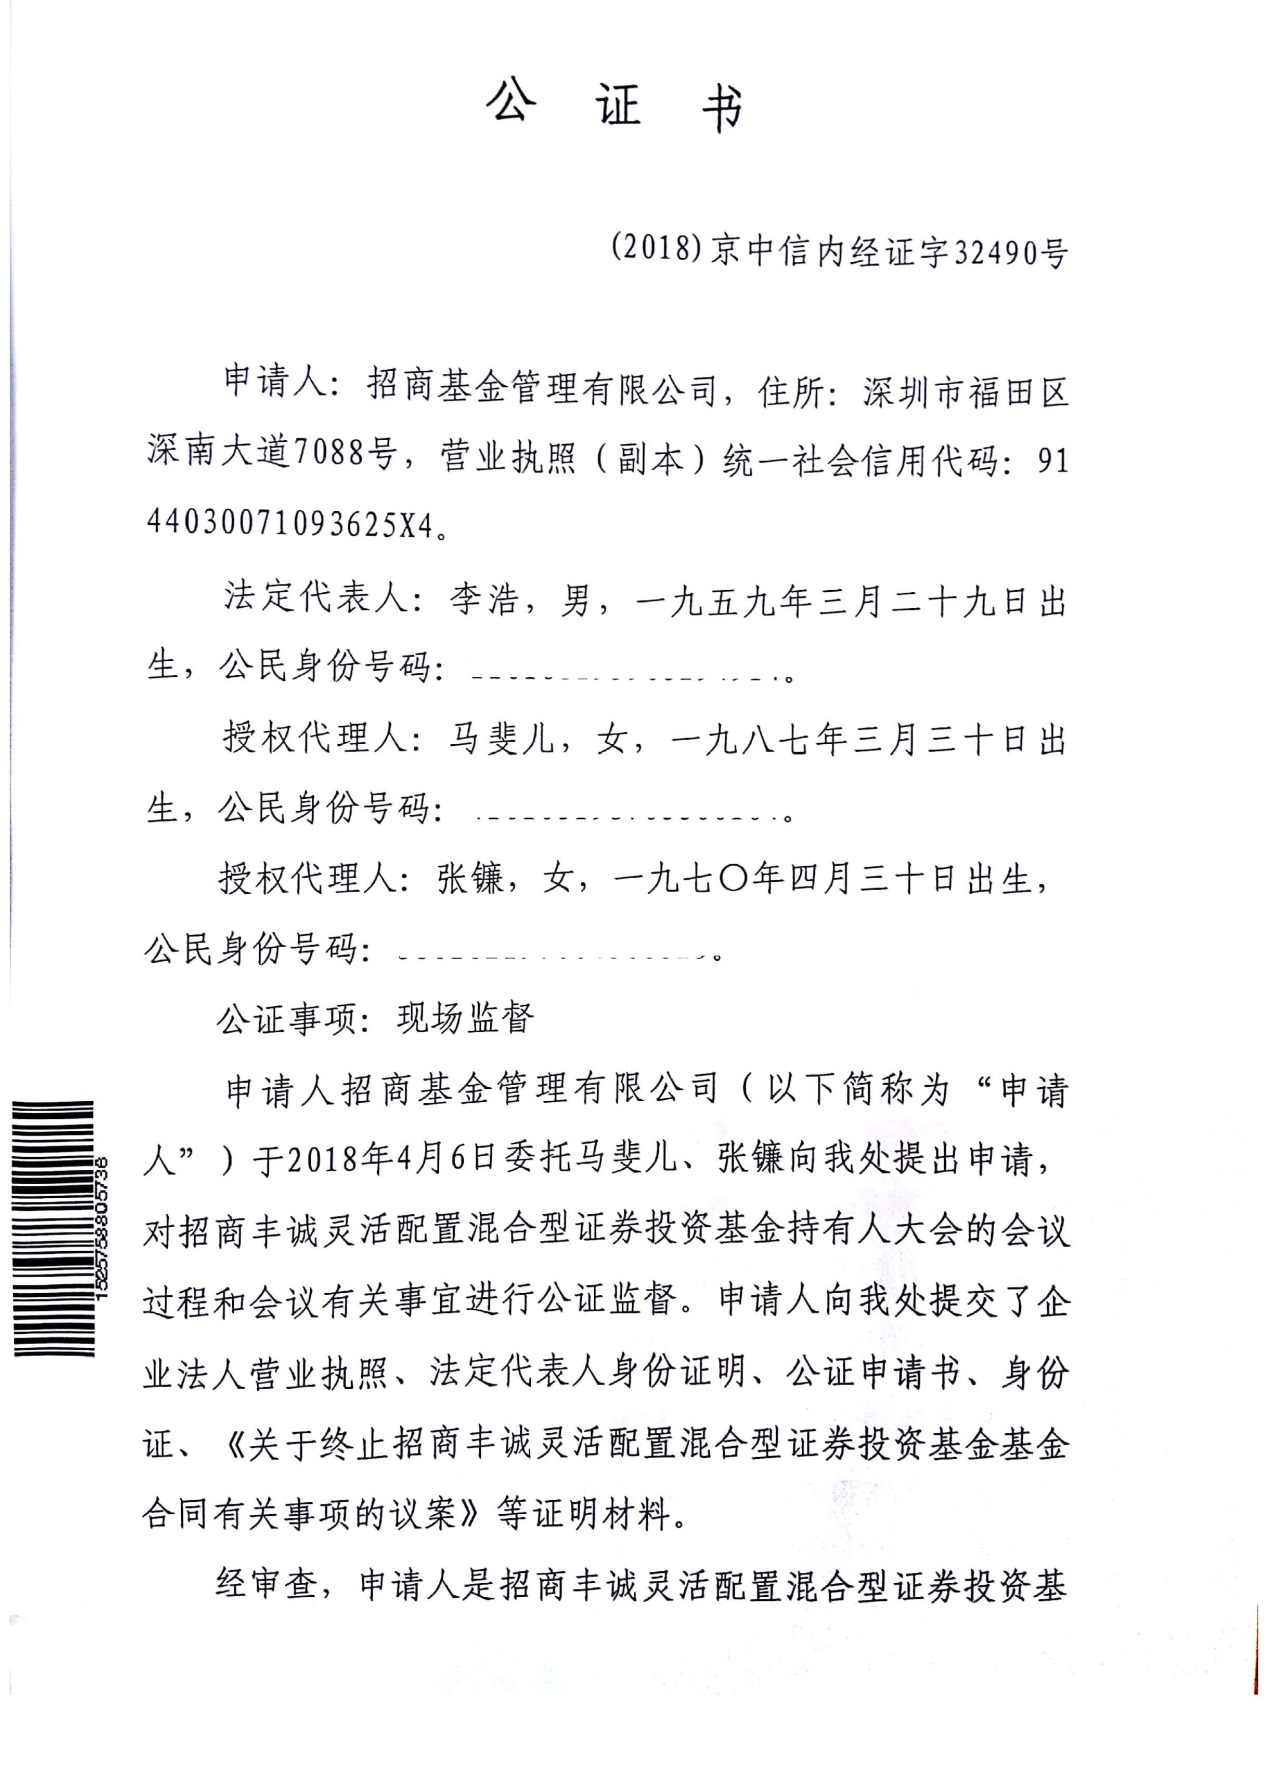 公 证 书
(2018)京中信内经证字32490号
申请人：招商基金管理有限公司，住所：深圳市福田区
深南大道7088号，营业执照（副本）统一社会信用代码：91
44030071093625X4。
法定代表人：李浩，男，一九五九年三月二十九日出
生，公民身份号码：
授权代理人：马斐儿，女，一九八七年三月三十日出
生，公民身份号码：
授权代理人：张镰，女，一九七〇年四月三十日出生，
公民身份号码：
公证事项：现场监督
申请人招商基金管理有限公司（以下简称为“申请
人”）于2018年4月6日委托马斐儿、张镰向我处提出申请，
对招商丰诚灵活配置混合型证券投资基金持有人大会的会议
过程和会议有关事宜进行公证监督。申请人向我处提交了企
业法人营业执照、法定代表人身份证明、公证申请书、身份
证、《关于终止招商丰诚灵活配置混合型证券投资基金基金
合同有关事项的议案》等证明材料。
经审查，申请人是招商丰诚灵活配置混合型证券投资基
1525758805736